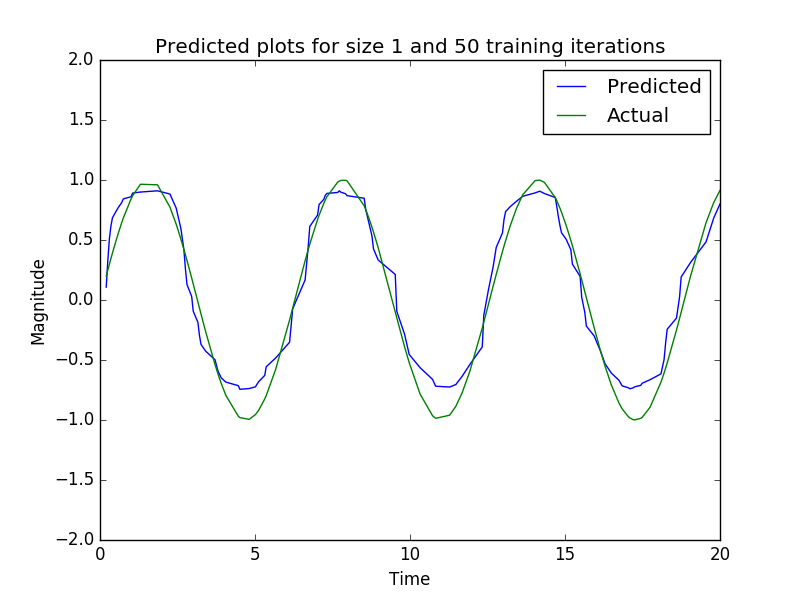 Predicted plots for size 1 and 50 training iterations
2.0
1.5
1.0
0.5
0.0
−0.5
−1.0
−1.5
−2.0
Magnitude
Predicted
Actual
0 5 10 15 20
Time